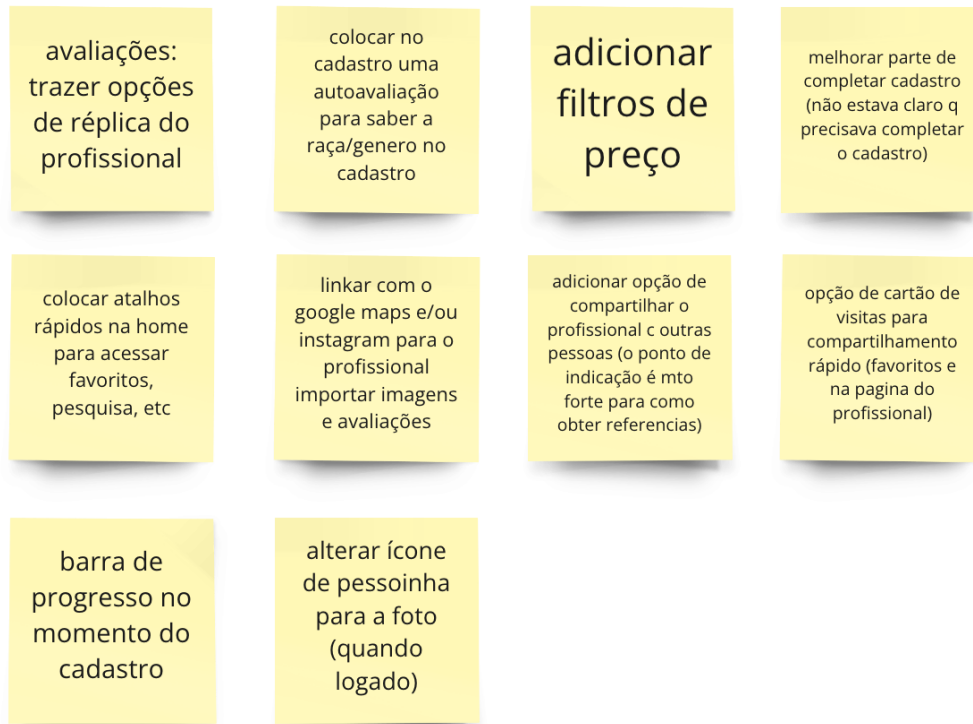 avaliações:
trazer opções
de réplica do
profissional
colocar no
cadastro uma
autoavaliação
para saber a
raça/genero no
cadastro
adicionar
filtros de
preço
melhorar parte de
completar cadastro
(não estava claro q
precisava completar
o cadastro)
colocar atalhos
rápidos na home
para acessar
favoritos,
pesquisa, etc
linkar com o
google maps e/ou
instagram para o
profissional
importar imagens
e avaliações
adicionar opção de
compartilhar o
profissional c outras
pessoas (o ponto de
indicação é mto
forte para como
obter referencias)
opção de cartão de
visitas para
compartilhamento
rápido (favoritos e
na pagina do
profissional)
barra de
progresso no
momento do
cadastro
alterar ícone
de pessoinha
para a foto
(quando
logado)